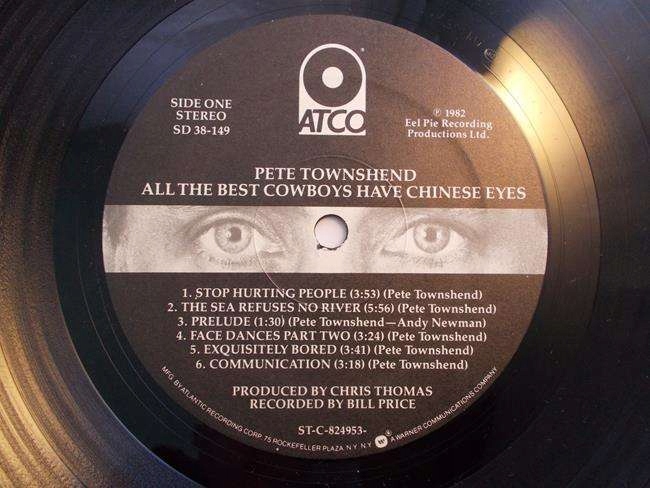 ATCO
SIDE ONE
STEREO
SD 38-149
℗ 1982
Eel Pie Recording
Productions Ltd.
PETE TOWNSHEND
ALL THE BEST COWBOYS HAVE CHINESE EYES
1. STOP HURTING PEOPLE (3:53) (Pete Townshend)
2. THE SEA REFUSES NO RIVER (5:56) (Pete Townshend)
3. PRELUDE (1:30) (Pete Townshend—Andy Newman)
4. FACE DANCES PART TWO (3:24) (Pete Townshend)
5. EXQUISITELY BORED (3:41) (Pete Townshend)
6. COMMUNICATION (3:18) (Pete Townshend)
PRODUCED BY CHRIS THOMAS
RECORDED BY BILL PRICE
ST-C-824953-
MFG. BY ATLANTIC RECORDING CORP. 75 ROCKEFELLER PLAZA. N.Y. N.Y. W ® A WARNER COMMUNICATIONS COMPANY